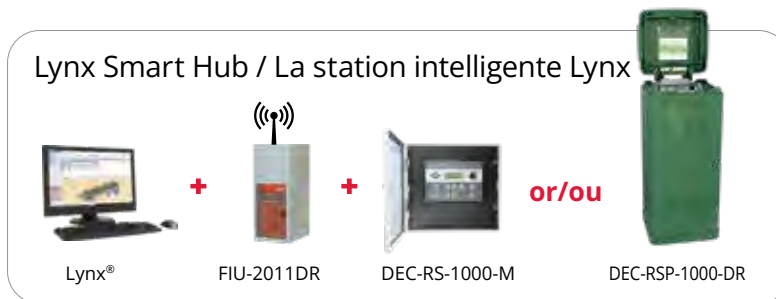 Lynx Smart Hub / La station intelligente Lynx
+
+
or/ou
Lynx®
FIU-2011DR
DEC-RS-1000-M
DEC-RSP-1000-DR